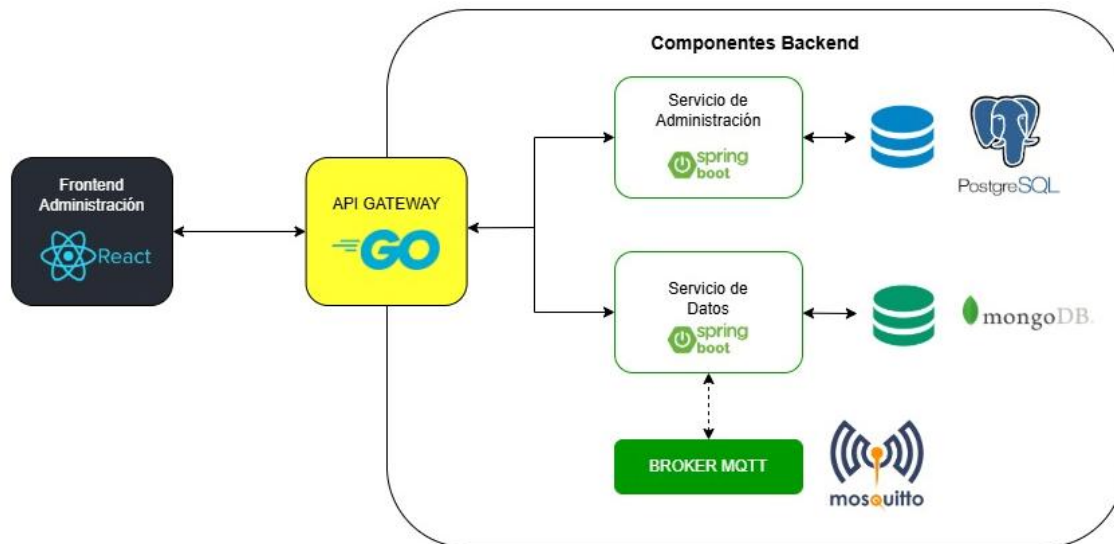 Componentes Backend
Servicio de
Administración
spring
boot
PostgreSQL
Frontend
Administración
React
API GATEWAY
GO
Servicio de
Datos
spring
boot
mongoDB.
BROKER MQTT
mosquitto